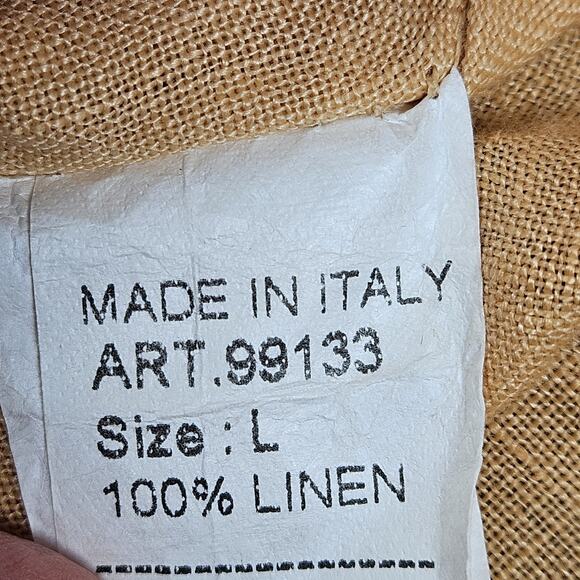 MADE IN ITALY
ART.99133
Size : L
100% LINEN